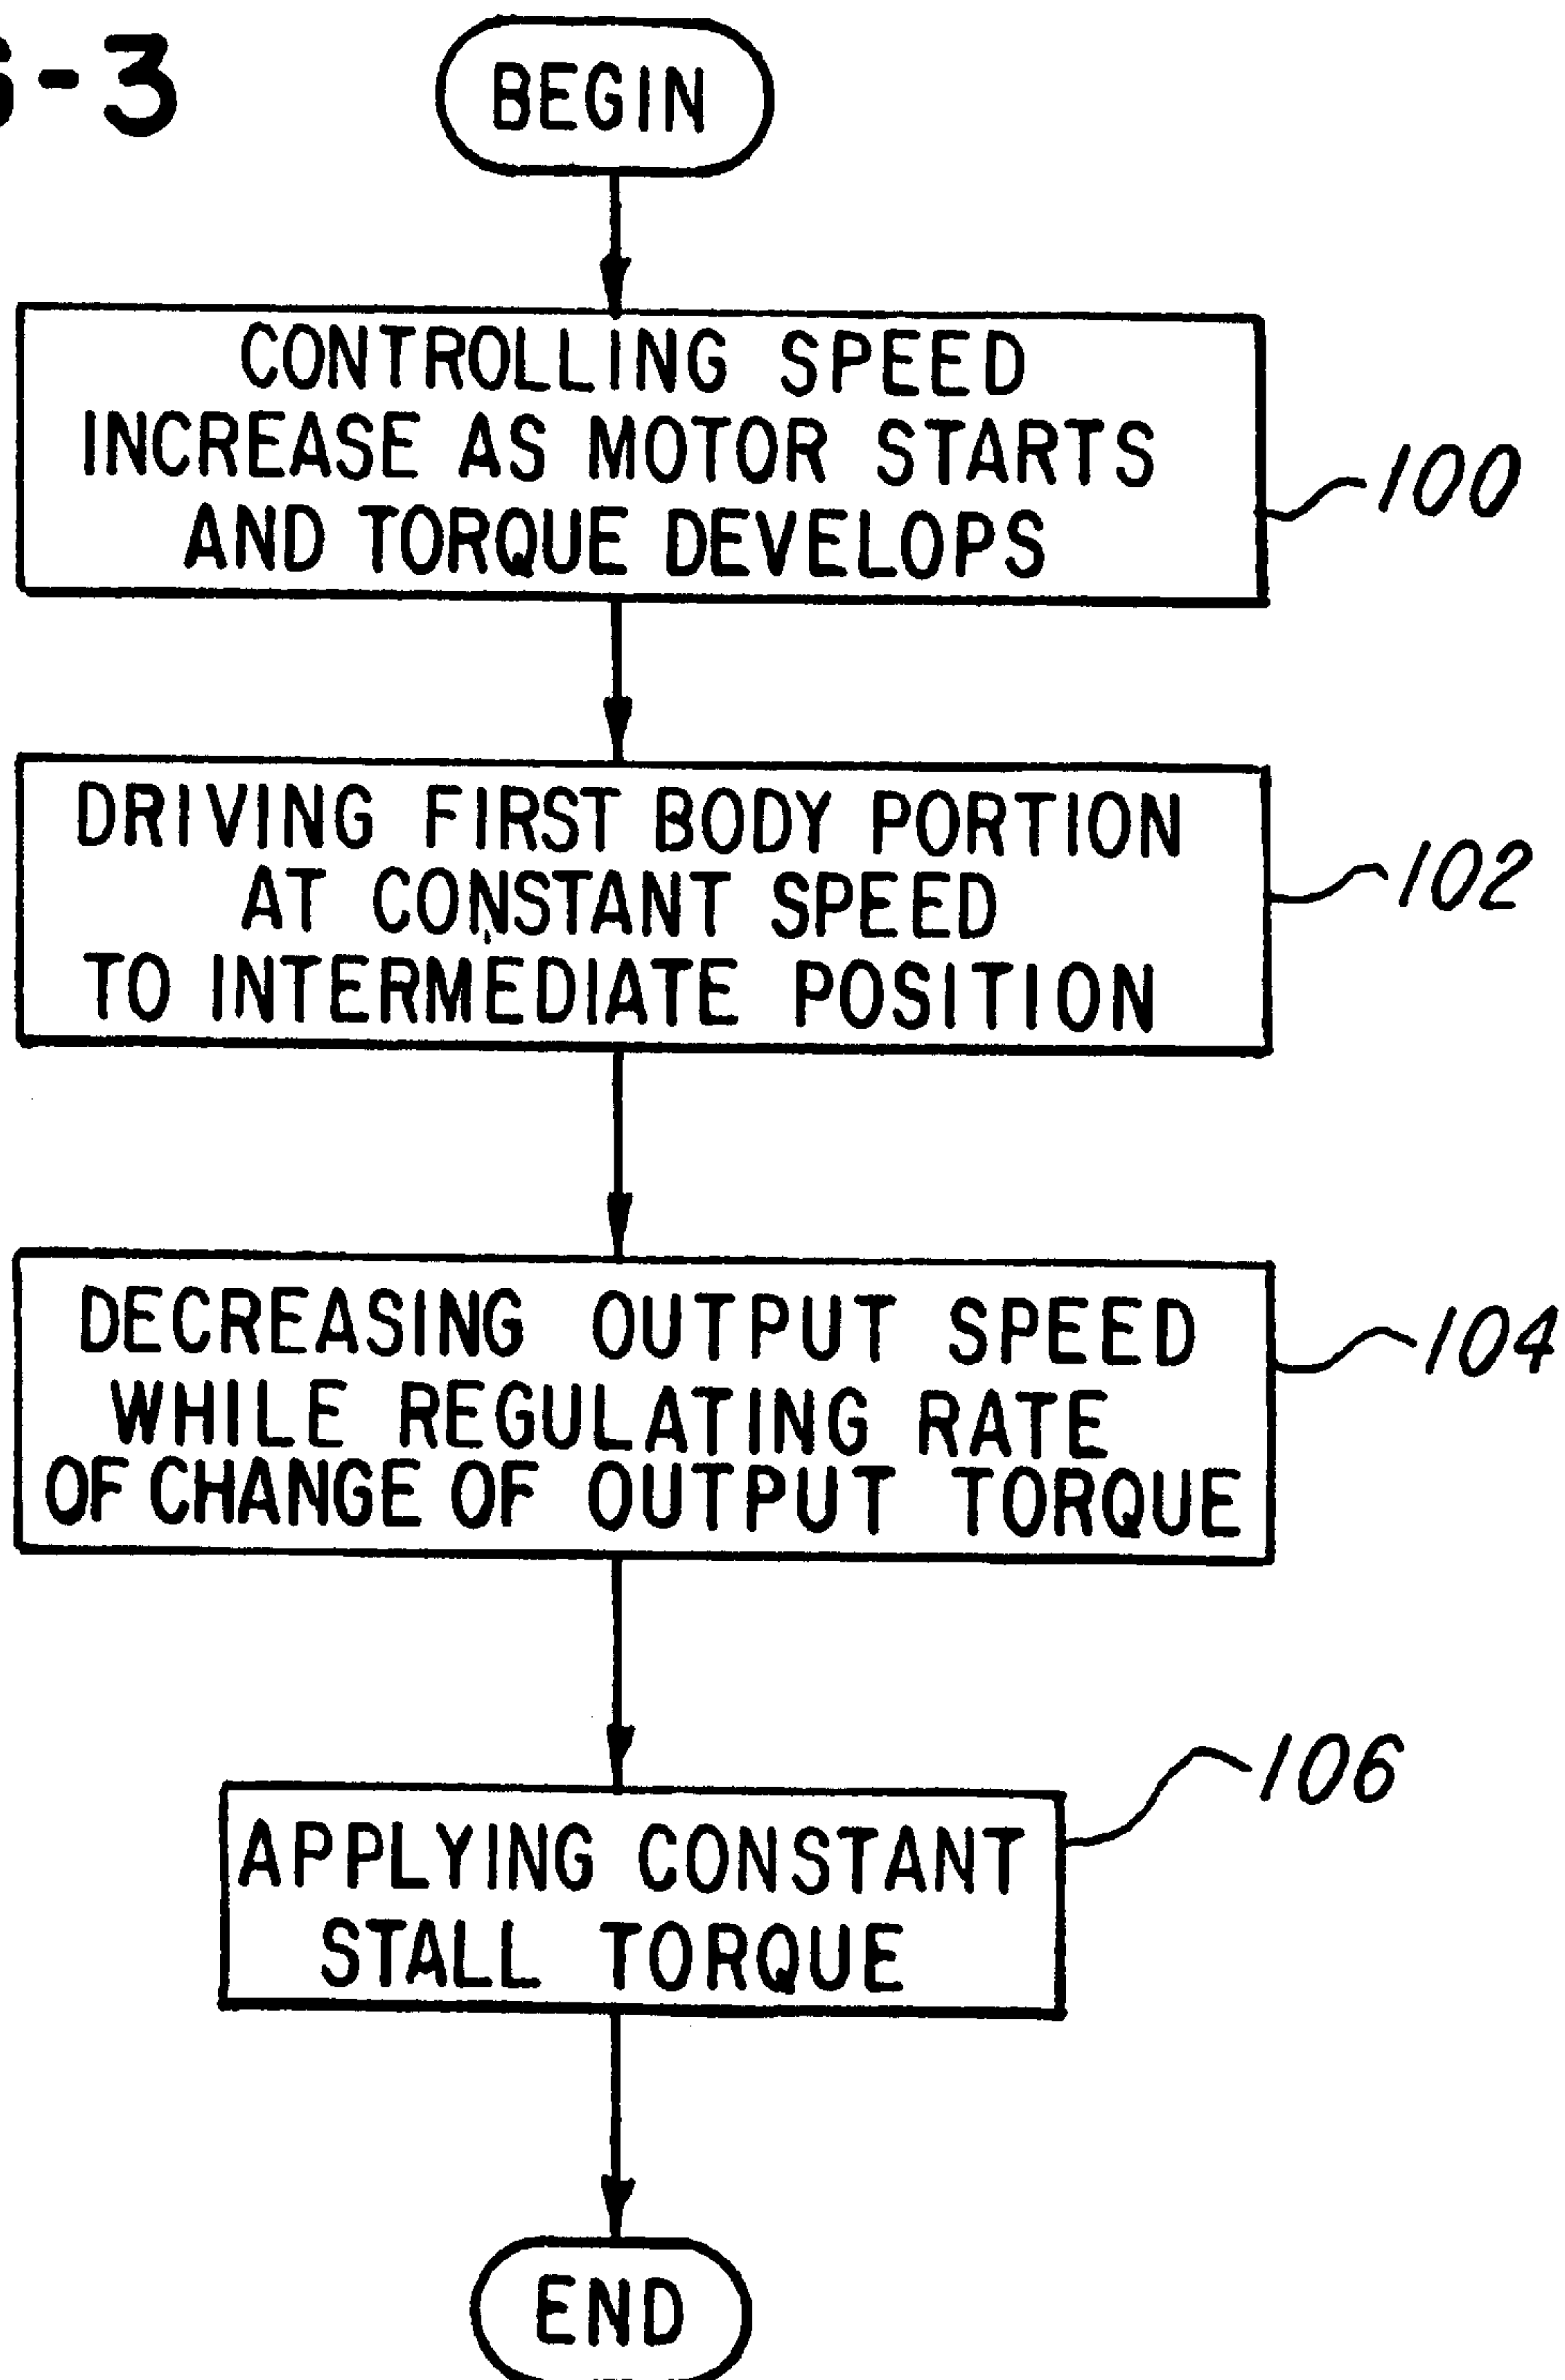 -3
BEGIN
CONTROLLING SPEED
INCREASE AS MOTOR STARTS
AND TORQUE DEVELOPS
100
DRIVING FIRST BODY PORTION
AT CONSTANT SPEED
TO INTERMEDIATE POSITION
102
DECREASING OUTPUT SPEED
WHILE REGULATING RATE
OF CHANGE OF OUTPUT TORQUE
104
APPLYING CONSTANT
STALL TORQUE
106
END